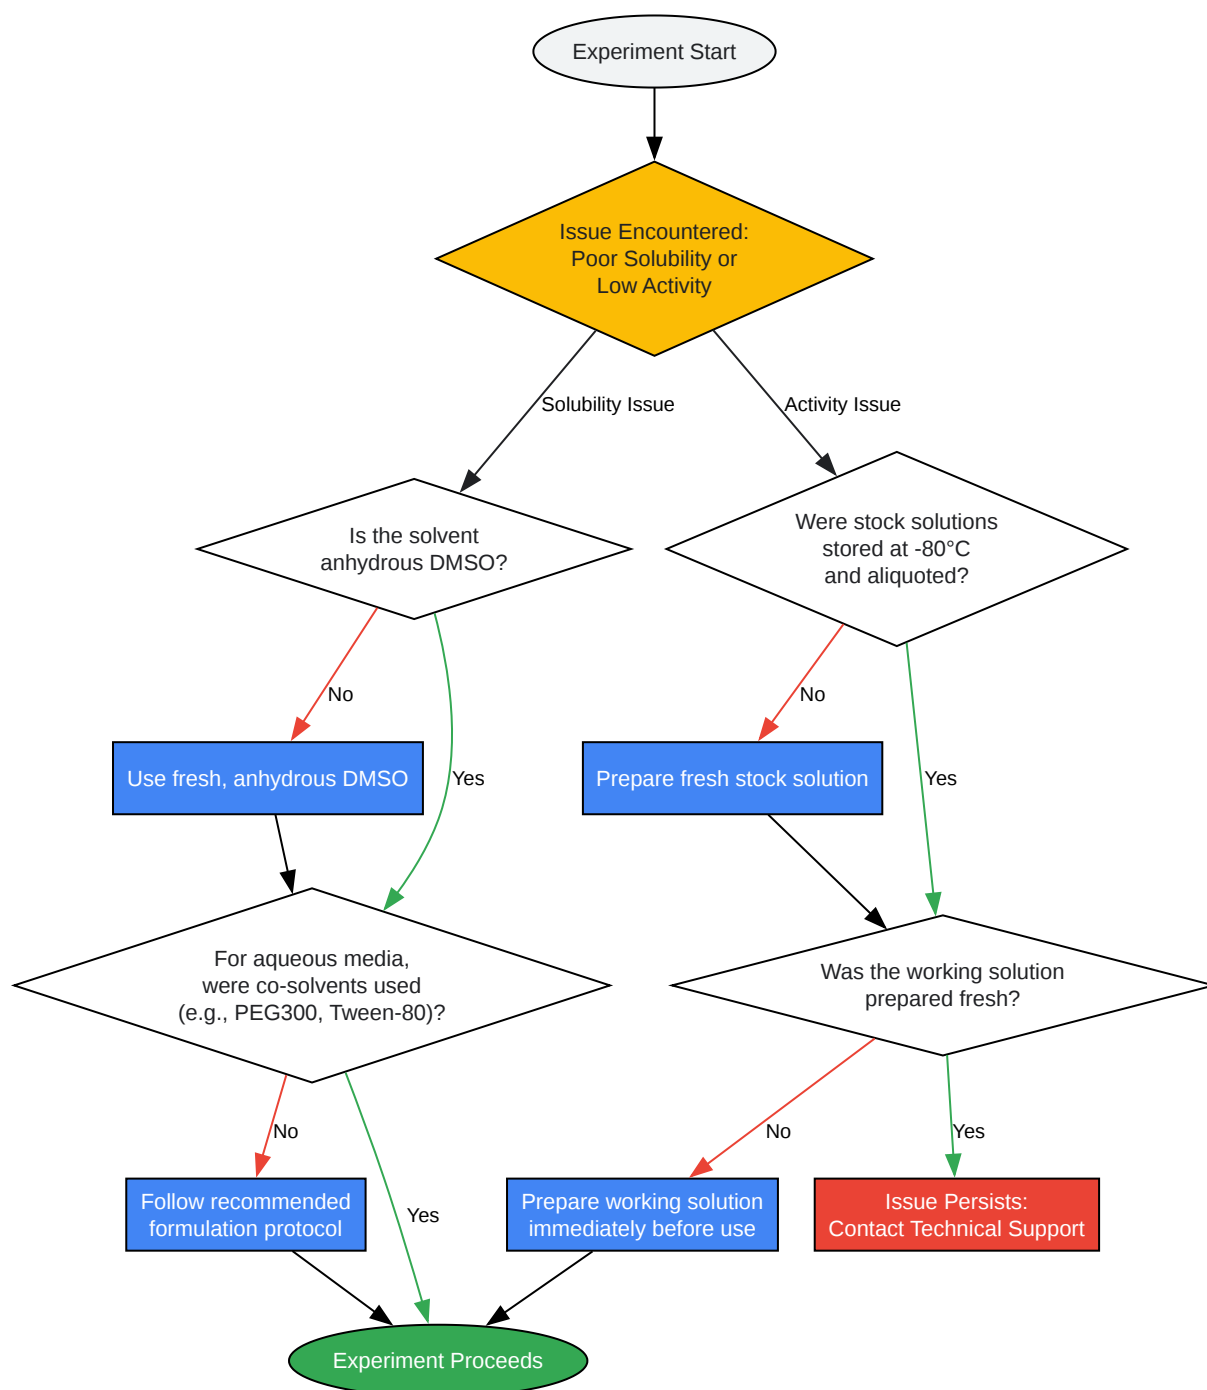 Experiment Start
Issue Encountered:
Poor Solubility or
Low Activity
Solubility Issue
Activity Issue
Is the solvent
anhydrous DMSO?
Were stock solutions
stored at -80°C
and aliquoted?
No
No
Use fresh, anhydrous DMSO
Yes
Prepare fresh stock solution
Yes
For aqueous media,
were co-solvents used
(e.g., PEG300, Tween-80)?
Was the working solution
prepared fresh?
No
No
Yes
Follow recommended
formulation protocol
Yes
Prepare working solution
immediately before use
Issue Persists:
Contact Technical Support
Experiment Proceeds